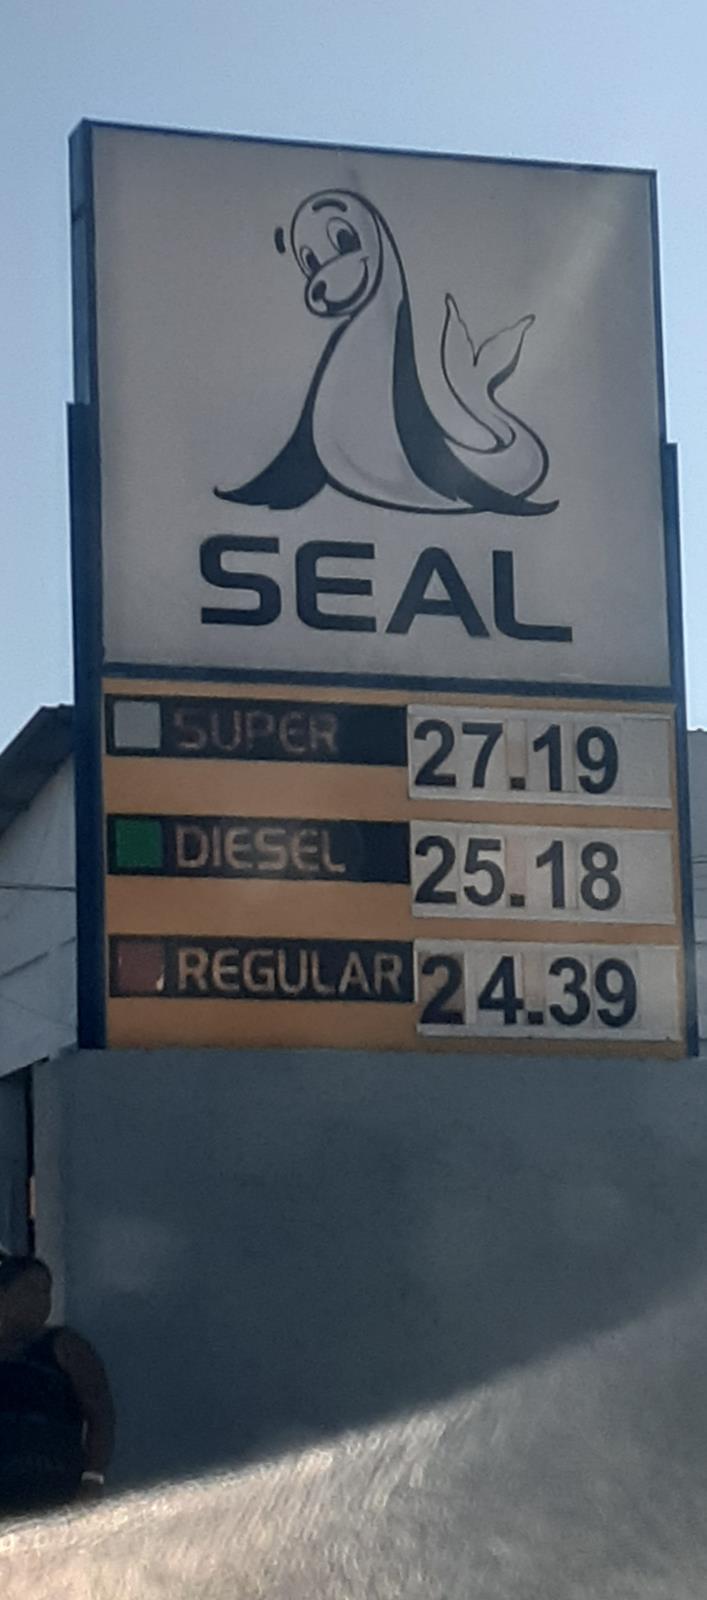 SEAL
SUPER 27.19
DIESEL 25.18
REGULAR 24.39